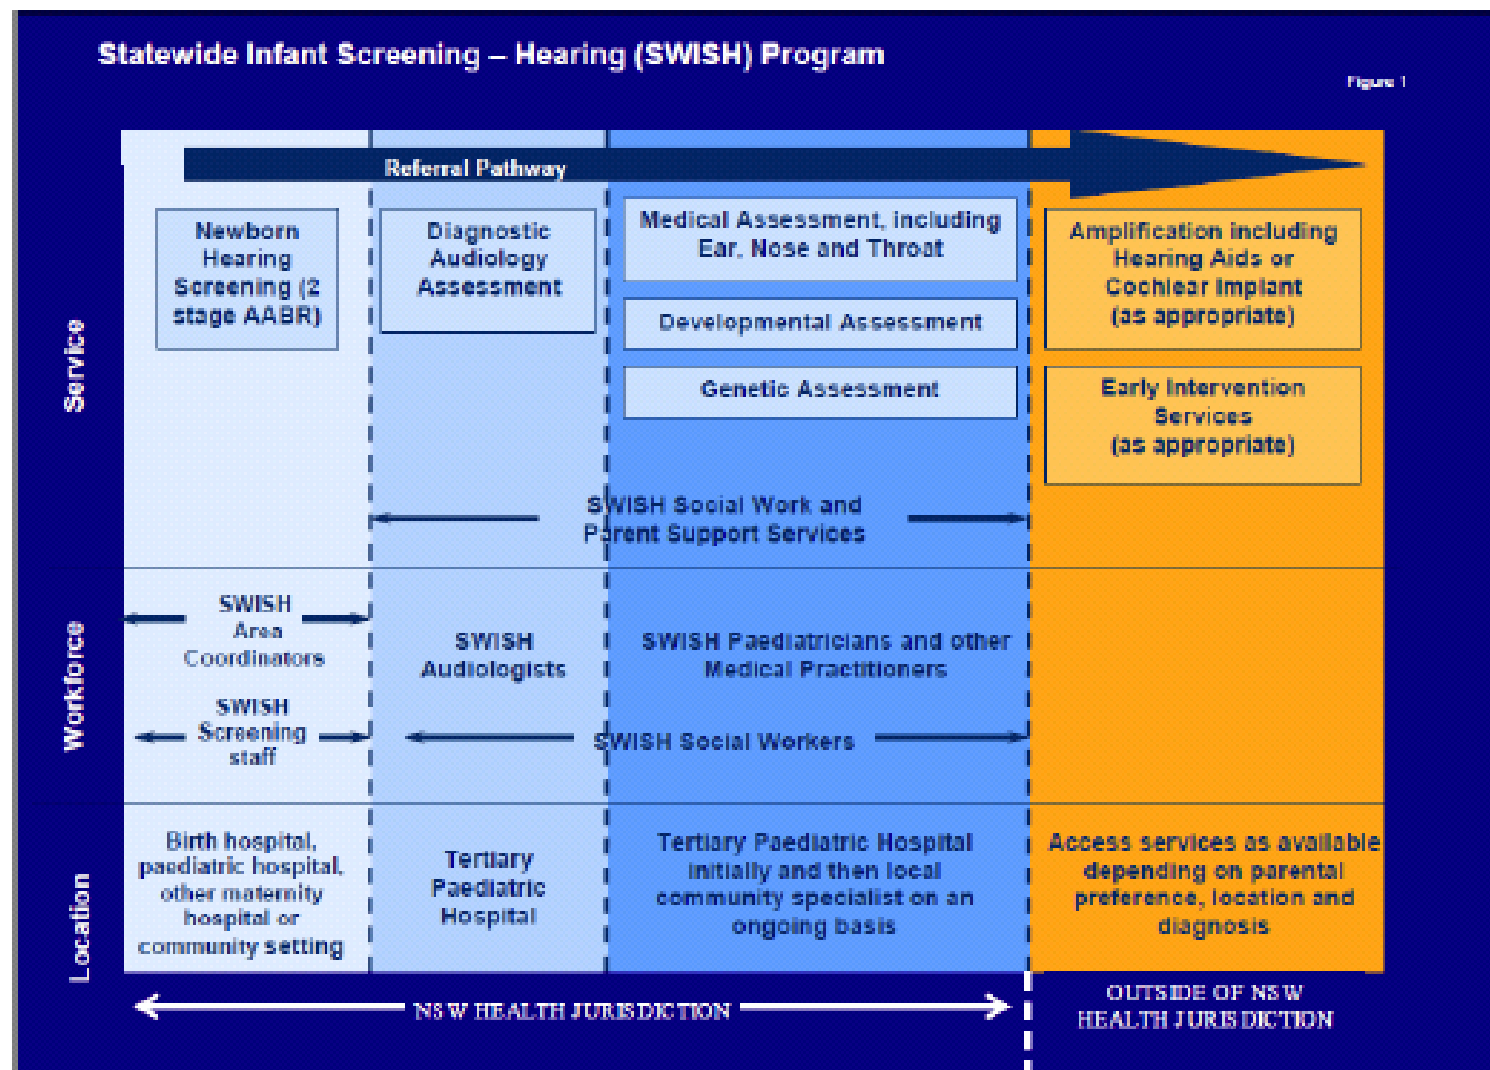 Statewide Infant Screening – Hearing (SWISH) Program
Figure 1
Referral Pathway
Service
Newborn
Hearing
Screening (2
stage AABR)
Diagnostic
Audiology
Assessment
Medical Assessment, including
Ear, Nose and Throat
Developmental Assessment
Genetic Assessment
Amplification including
Hearing Aids or
Cochlear Implant
(as appropriate)
Early Intervention
Services
(as appropriate)
SWISH Social Work and
Parent Support Services
Workforce
SWISH
Area
Coordinators
SWISH
Screening
staff
SWISH
Audiologists
SWISH Paediatricians and other
Medical Practitioners
SWISH Social Workers
Location
Birth hospital,
paediatric hospital,
other maternity
hospital or
community setting
Tertiary
Paediatric
Hospital
Tertiary Paediatric Hospital
initially and then local
community specialist on an
ongoing basis
Access services as available
depending on parental
preference, location and
diagnosis
NSW HEALTH JURISDICTION
OUTSIDE OF NSW
HEALTH JURISDICTION